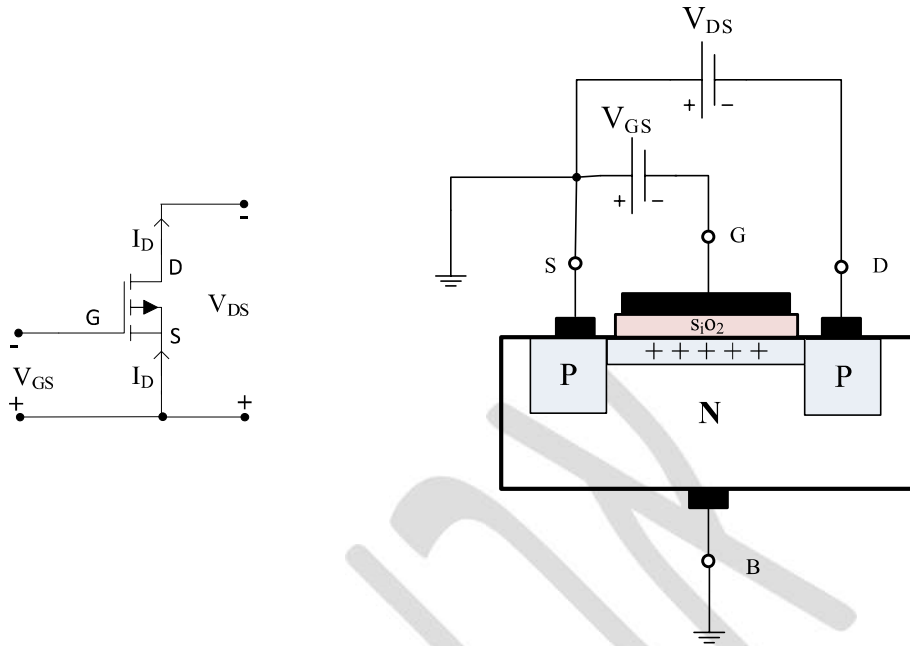 V_DS
+ −
V_GS
+ −
G
S
D
SiO₂
+ + + + +
P
P
N
B
-
I_D
D
V_DS
G
S
-
I_D
V_GS
+
+